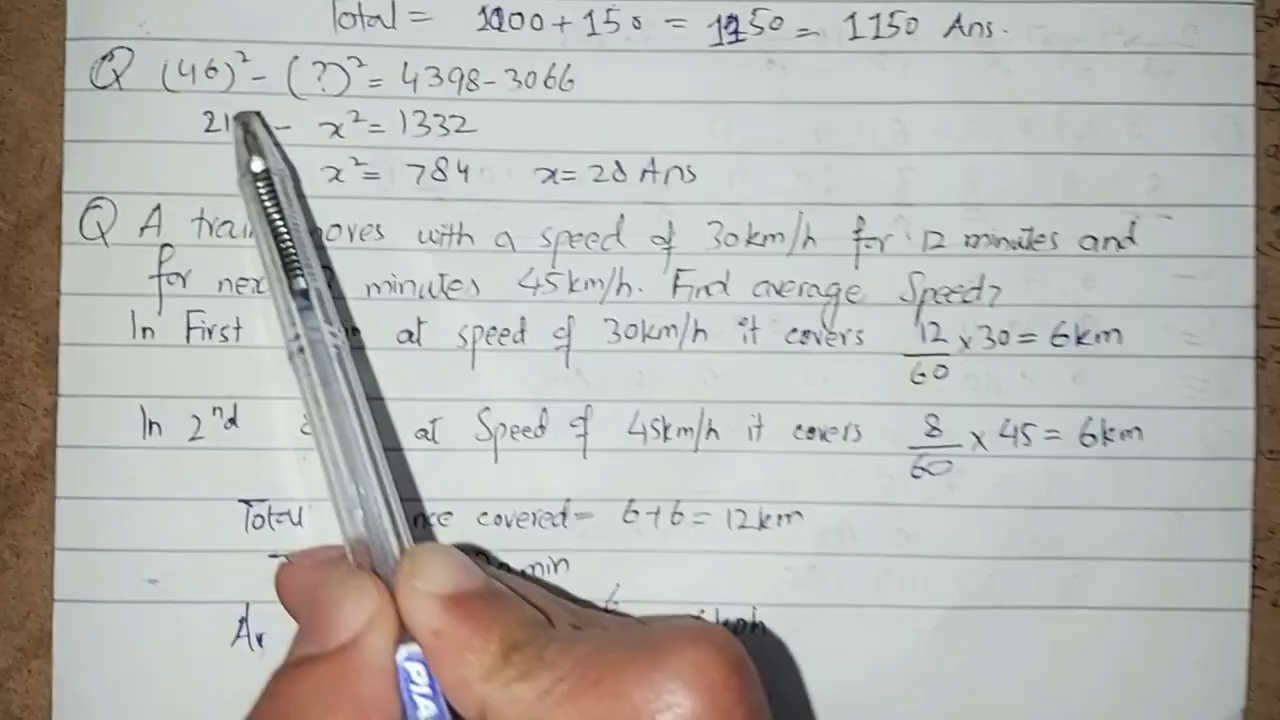 Total = 1100 + 150 = 1150 = 1150 Ans.
Q (46)² - (?)² = 4398 - 3066
21 - x² = 1332
x² = 784 x = 28 Ans
Q A train moves with a speed of 30km/h for 12 minutes and
for next minutes 45km/h. Find average Speed?
In First at speed of 30km/h it covers 12/60 × 30 = 6km
In 2nd at Speed of 45km/h it covers 8/60 × 45 = 6km
Total covered = 6+6 = 12km
min
PIA